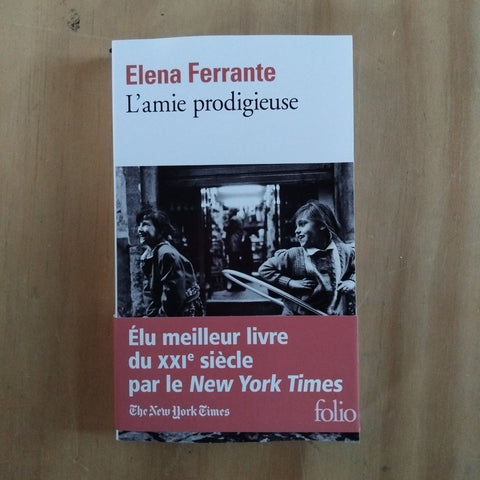 Elena Ferrante
L'amie prodigieuse
Élu meilleur livre
du XXIe siècle
par le New York Times
The New York Times
folio